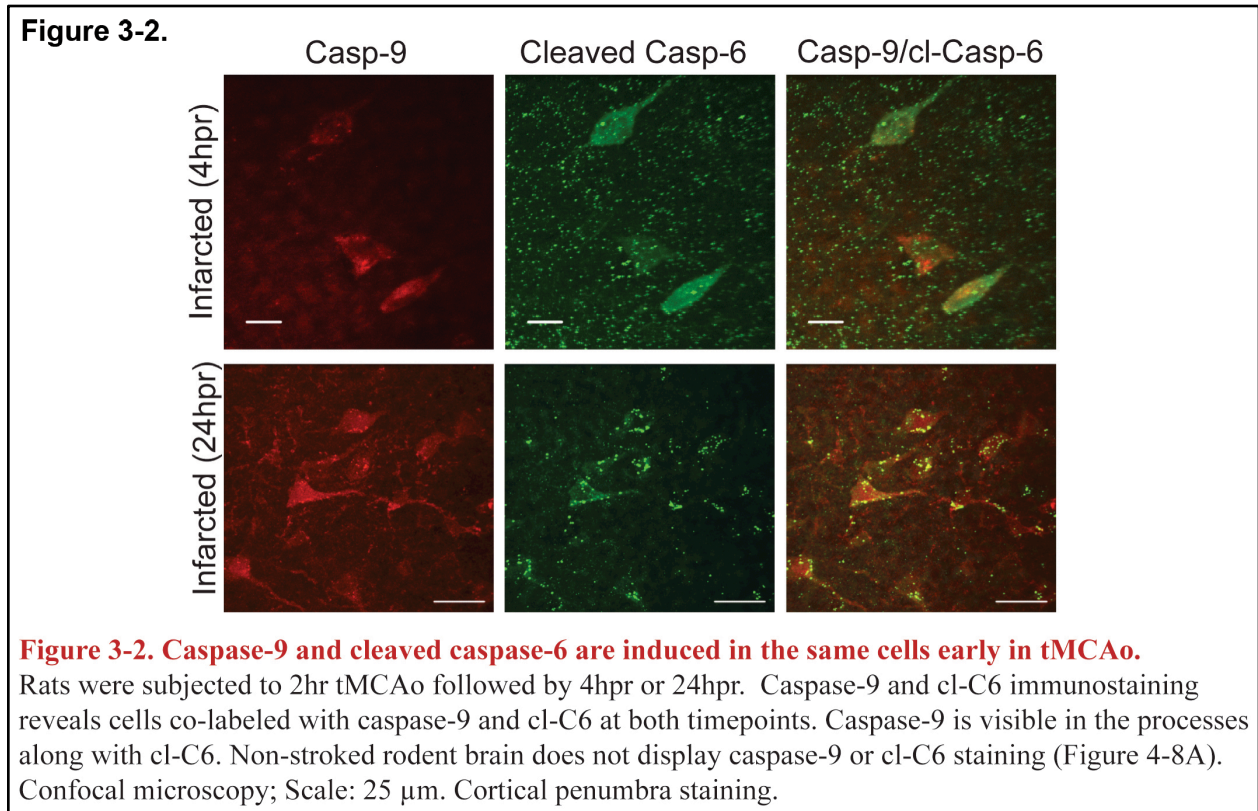 Figure 3-2.
Casp-9
Cleaved Casp-6
Casp-9/cl-Casp-6
Infarcted (4hpr)
Infarcted (24hpr)
Figure 3-2. Caspase-9 and cleaved caspase-6 are induced in the same cells early in tMCAo.
Rats were subjected to 2hr tMCAo followed by 4hpr or 24hpr. Caspase-9 and cl-C6 immunostaining
reveals cells co-labeled with caspase-9 and cl-C6 at both timepoints. Caspase-9 is visible in the processes
along with cl-C6. Non-stroked rodent brain does not display caspase-9 or cl-C6 staining (Figure 4-8A).
Confocal microscopy; Scale: 25 µm. Cortical penumbra staining.